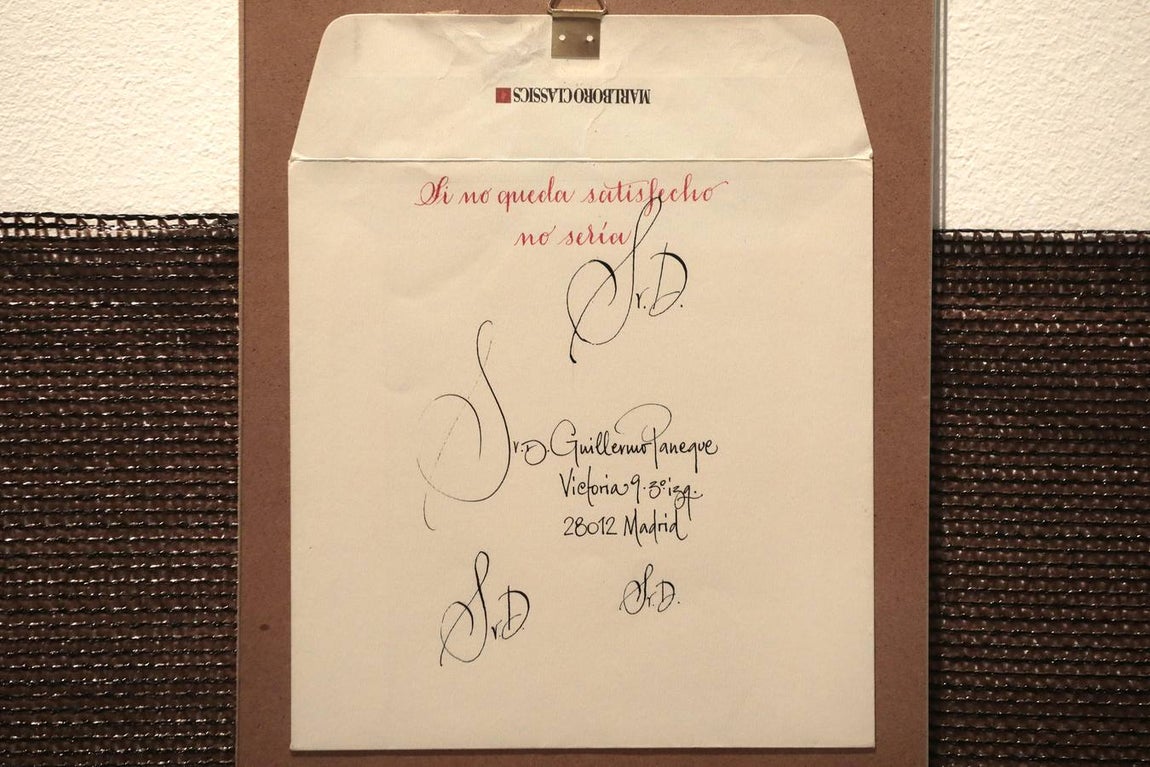 MARLBORO CLASSICS
Si no queda satisfecho
no sería
Sr. D.
Sr. D. Guillermo Paneque
Victoria 9. 3º izq.
28012 Madrid
Sr. D
Sr. D.